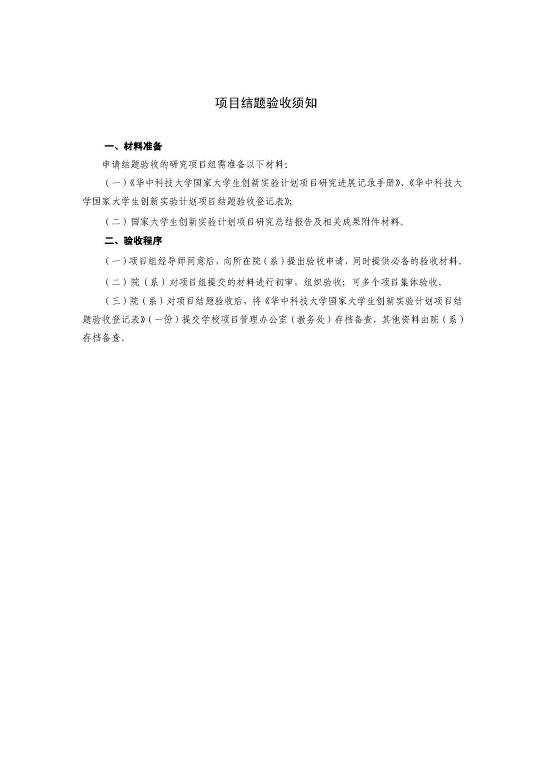 项目结题验收须知
一、材料准备
申请结题验收的研究项目组需准备以下材料：
（一）《华中科技大学国家大学生创新实验计划项目研究进展记录手册》、《华中科技大
学国家大学生创新实验计划项目结题验收登记表》；
（二）国家大学生创新实验计划项目研究总结报告及相关成果附件材料。
二、验收程序
（一）项目组经导师同意后，向所在院（系）提出验收申请，同时提供必备的验收材料。
（二）院（系）对项目组提交的材料进行初审，组织验收；可多个项目集体验收。
（三）院（系）对项目结题验收后，将《华中科技大学国家大学生创新实验计划项目结
题验收登记表》（一份）提交学校项目管理办公室（教务处）存档备查，其他资料由院（系）
存档备查。